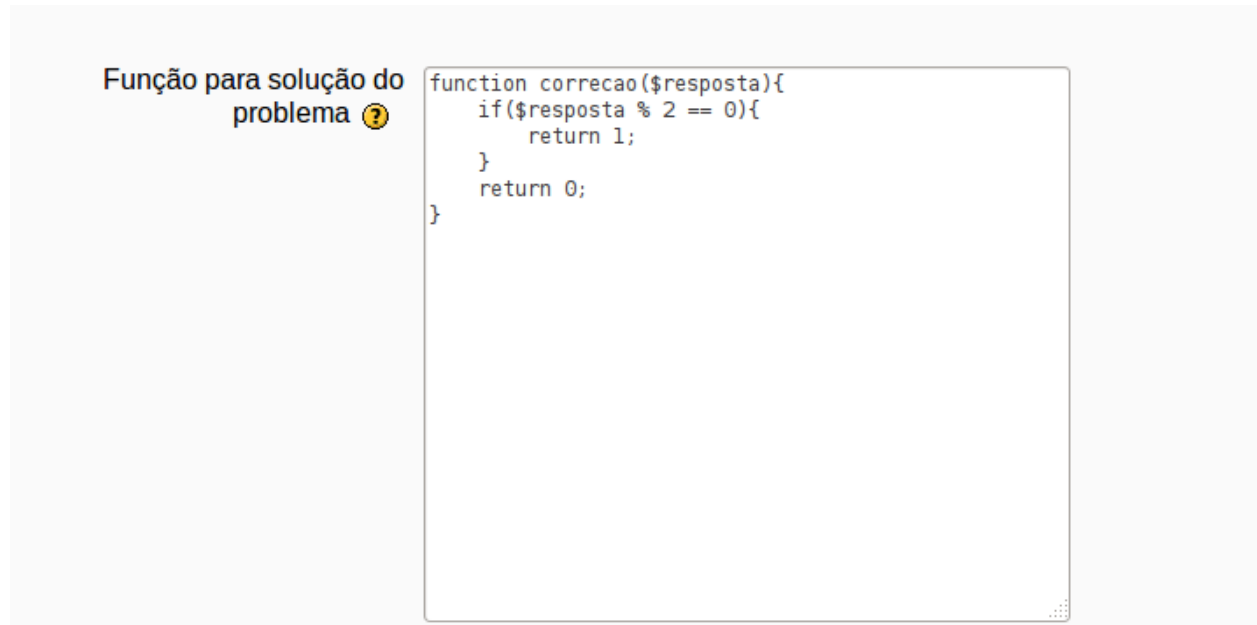 Função para solução do
problema ?
function correcao($resposta){
    if($resposta % 2 == 0){
        return 1;
    }
    return 0;
}